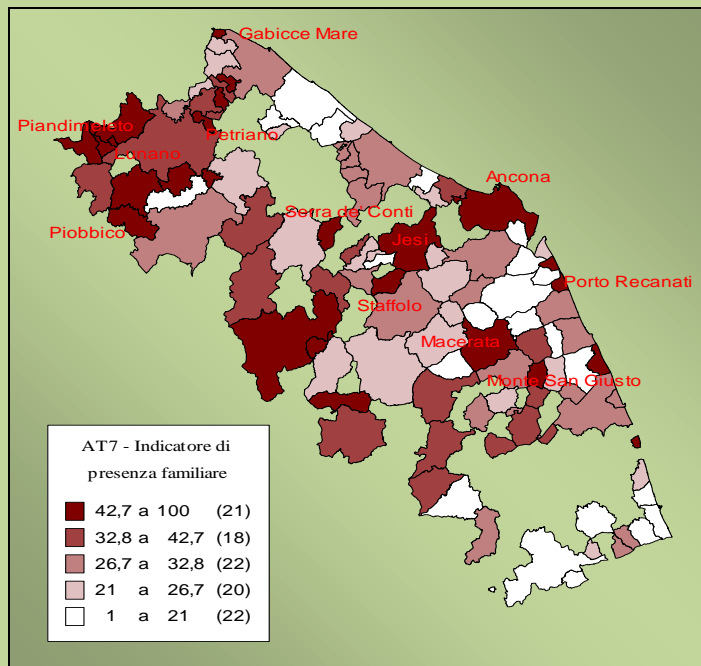 Gabicce Mare
Piandimeleto
Petriano
Lunano
Ancona
Serra de' Conti
Piobbico
Jesi
Porto Recanati
Staffolo
Macerata
Monte San Giusto
AT7 - Indicatore di
presenza familiare
42,7 a 100 (21)
32,8 a 42,7 (18)
26,7 a 32,8 (22)
21 a 26,7 (20)
1 a 21 (22)